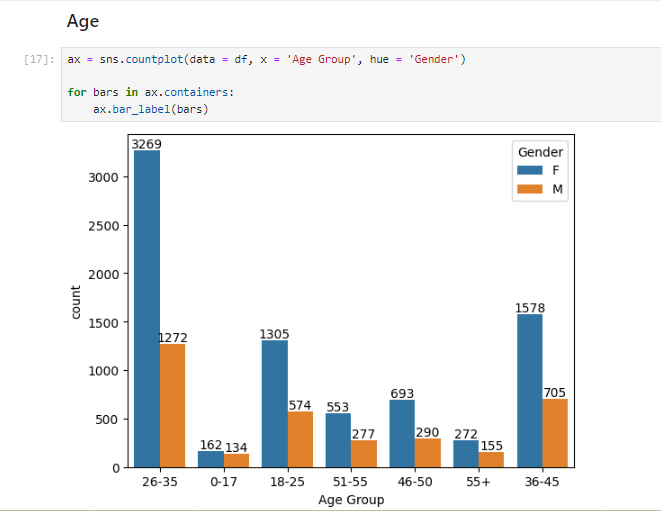 Age
[17]: ax = sns.countplot(data = df, x = 'Age Group', hue = 'Gender')
for bars in ax.containers:
ax.bar_label(bars)
3269
1272
162
134
1305
574
553
277
693
290
272
155
1578
705
Gender
F
M
3000
2500
2000
1500
1000
500
0
count
26-35 0-17 18-25 51-55 46-50 55+ 36-45
Age Group